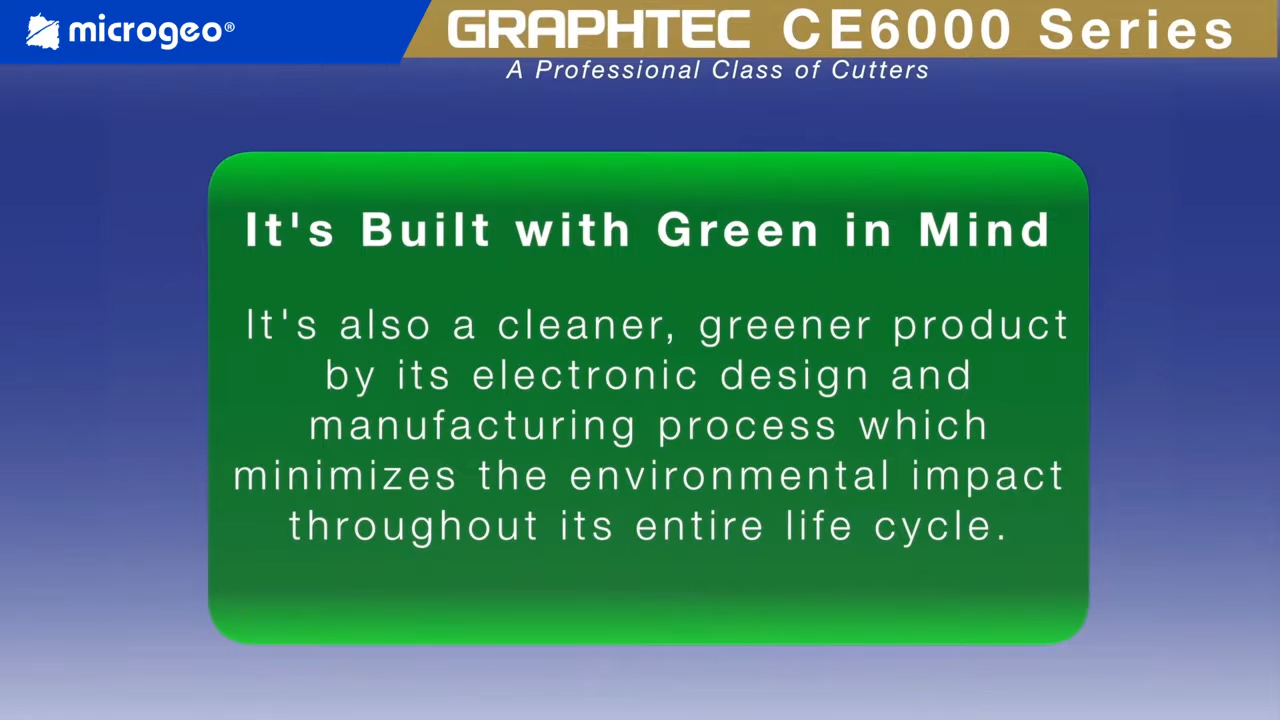 microgeo®
GRAPHTEC CE6000 Series
A Professional Class of Cutters
It's Built with Green in Mind
It's also a cleaner, greener product
by its electronic design and
manufacturing process which
minimizes the environmental impact
throughout its entire life cycle.